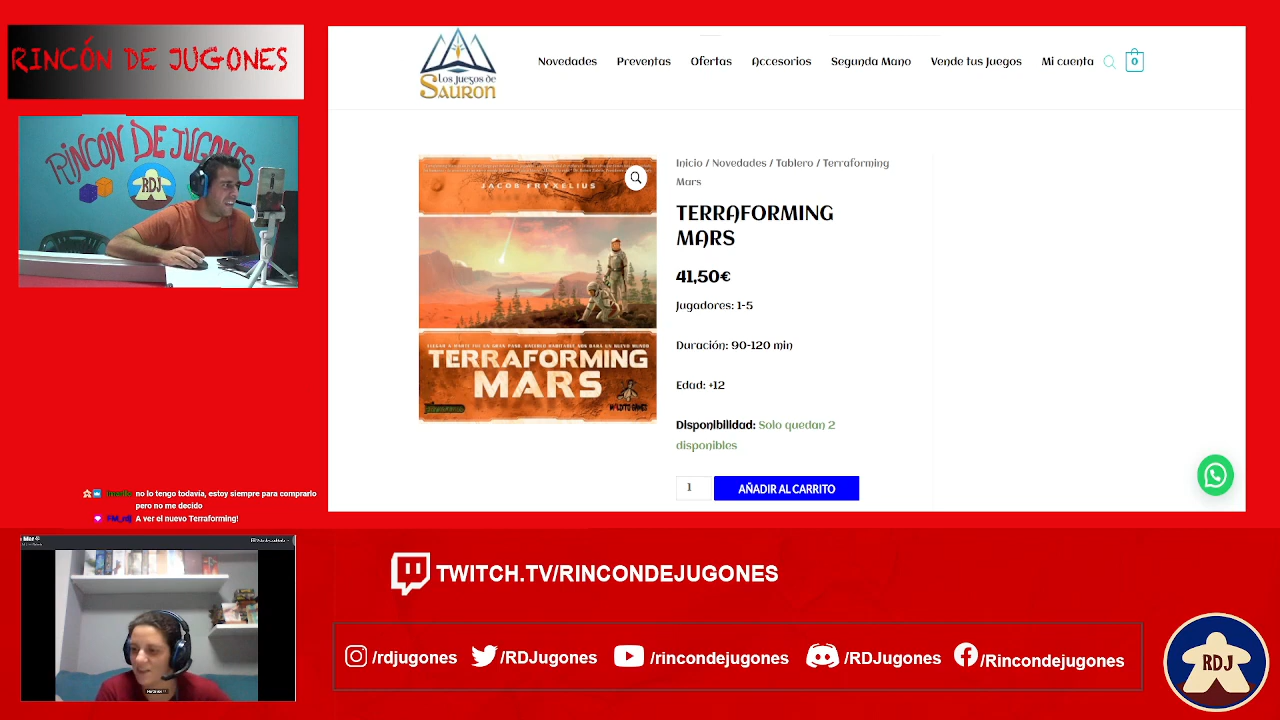 RINCÓN DE JUGONES
RINCÓN DE JUGONES
RDJ
Los Juegos de
SAURON
Novedades
Preventas
Ofertas
Accesorios
Segunda Mano
Vende tus Juegos
Mi cuenta
0
JACOB FRYXELIUS
TERRAFORMING
MARS
Inicio / Novedades / Tablero / Terraforming
Mars
TERRAFORMING
MARS
41,50€
Jugadores: 1-5
Duración: 90-120 min
Edad: +12
Disponibilidad: Solo quedan 2
disponibles
1
AÑADIR AL CARRITO
no lo tengo todavía, estoy siempre para comprarlo
pero no me decido
A ver el nuevo Terraforming!
TWITCH.TV/RINCONDEJUGONES
/rdjugones
/RDJugones
/rincondejugones
/RDJugones
/Rincondejugones
RDJ